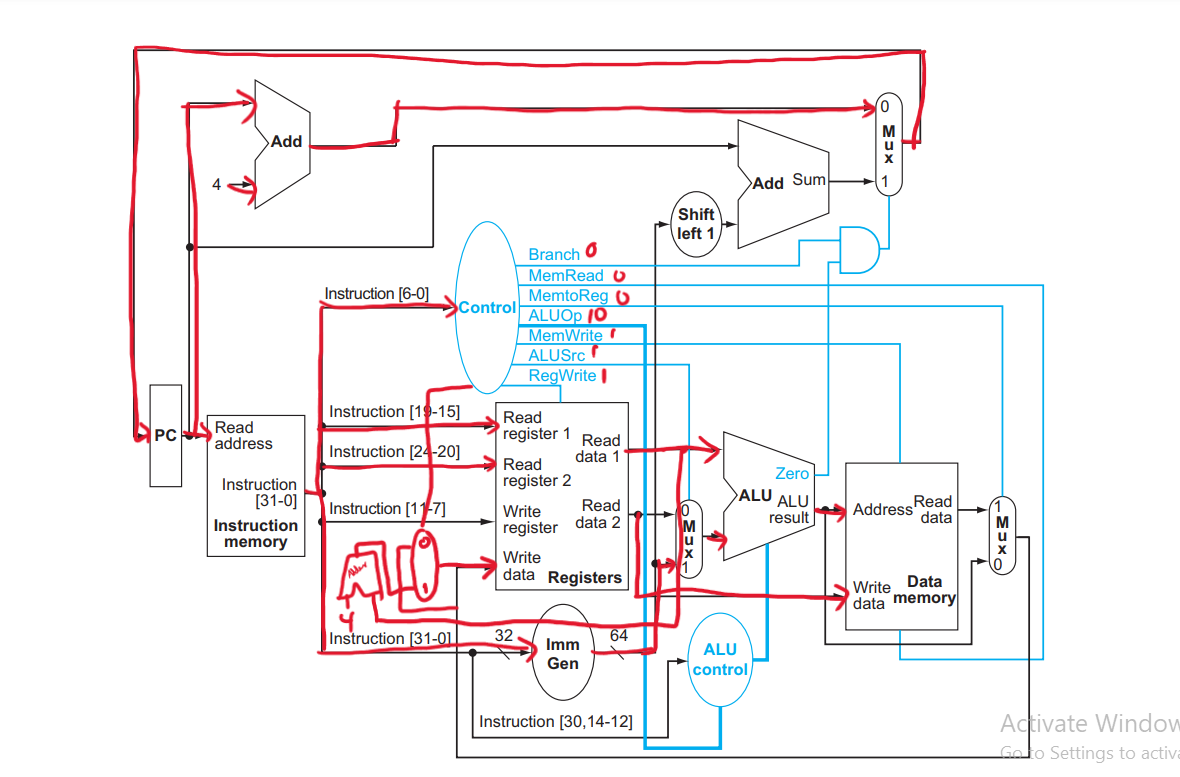 Add
4
0
M
u
x
1
Add Sum
Shift
left 1
Branch 0
MemRead 0
MemtoReg 0
ALUOp 10
MemWrite 1
ALUSrc 1
RegWrite 1
Instruction [6-0]
Control
PC
Read
address
Instruction
[31-0]
Instruction
memory
Instruction [19-15]
Instruction [24-20]
Instruction [11-7]
Instruction [31-0]
Read
register 1
Read
data 1
Read
register 2
Write
register
Read
data 2
Write
data
Registers
0
M
u
x
1
Zero
ALU
ALU
result
Address
Read
data
Write
data
Data
memory
1
M
u
x
0
0
4
32
Imm
Gen
64
ALU
control
Instruction [30,14-12]
Activate Window
Go to Settings to activa